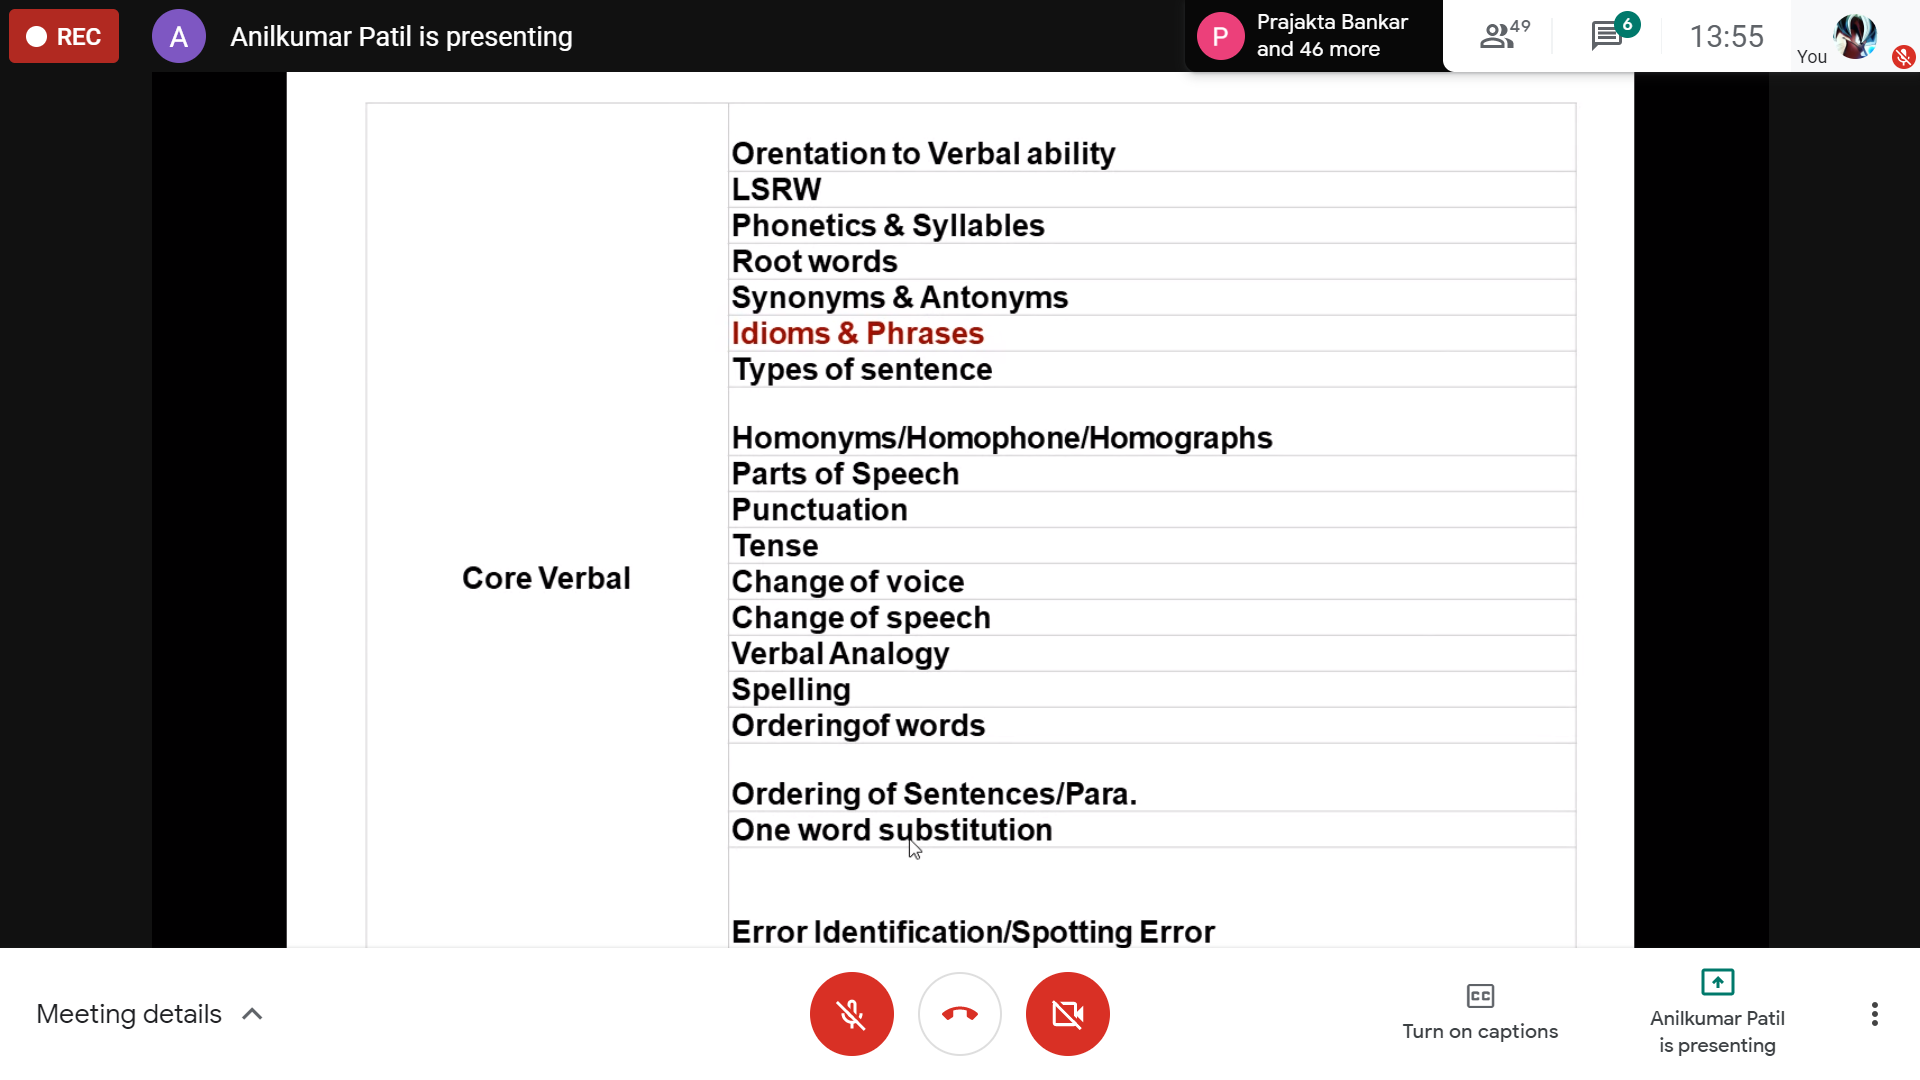 REC
A
Anilkumar Patil is presenting
P
Prajakta Bankar
and 46 more
49
6
13:55
You
Orentation to Verbal ability
LSRW
Phonetics & Syllables
Root words
Synonyms & Antonyms
Idioms & Phrases
Types of sentence
Homonyms/Homophone/Homographs
Parts of Speech
Punctuation
Tense
Core Verbal
Change of voice
Change of speech
Verbal Analogy
Spelling
Orderingof words
Ordering of Sentences/Para.
One word substitution
Error Identification/Spotting Error
Meeting details
CC
Turn on captions
Anilkumar Patil
is presenting